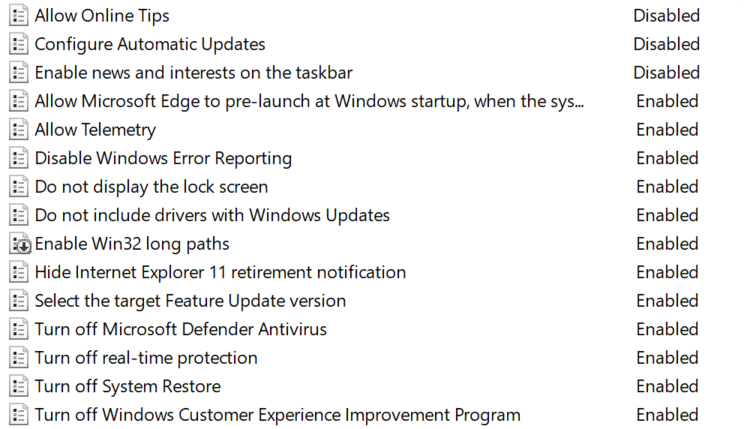 Allow Online Tips Disabled
Configure Automatic Updates Disabled
Enable news and interests on the taskbar Disabled
Allow Microsoft Edge to pre-launch at Windows startup, when the sys... Enabled
Allow Telemetry Enabled
Disable Windows Error Reporting Enabled
Do not display the lock screen Enabled
Do not include drivers with Windows Updates Enabled
Enable Win32 long paths Enabled
Hide Internet Explorer 11 retirement notification Enabled
Select the target Feature Update version Enabled
Turn off Microsoft Defender Antivirus Enabled
Turn off real-time protection Enabled
Turn off System Restore Enabled
Turn off Windows Customer Experience Improvement Program Enabled